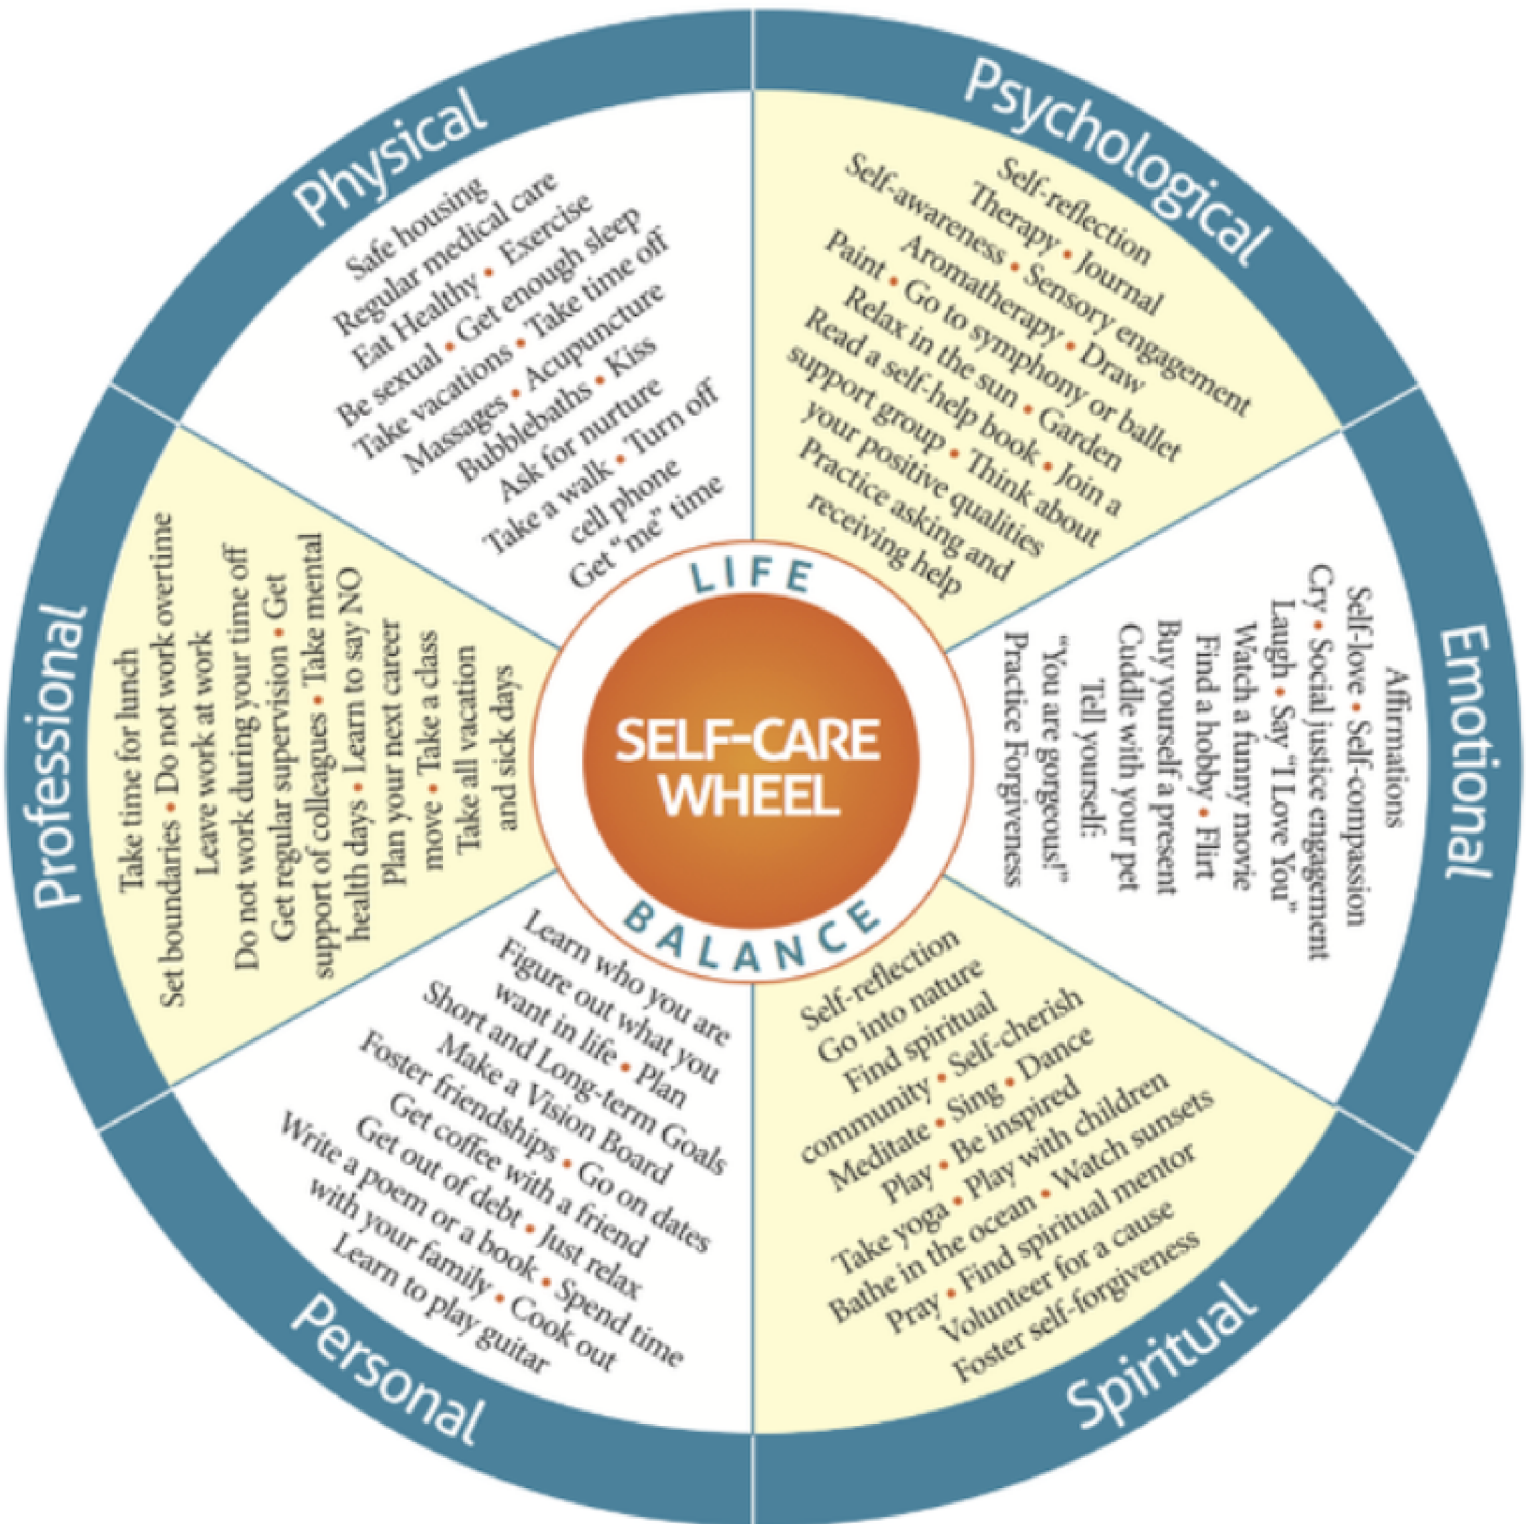 Physical
Safe housing
Regular medical care
Eat Healthy • Exercise
Be sexual • Get enough sleep
Take vacations • Take time off
Massages • Acupuncture
Bubblebaths • Kiss
Ask for nurture
Take a walk • Turn off
cell phone
Get “me” time
Psychological
Self-reflection
Therapy • Journal
Self-awareness • Sensory engagement
Aromatherapy • Draw
Paint • Go to symphony or ballet
Relax in the sun • Garden
Read a self-help book • Join a
support group • Think about
your positive qualities
Practice asking and
receiving help
Emotional
Affirmations
Self-love • Self-compassion
Cry • Social justice engagement
Laugh • Say “I Love You”
Watch a funny movie
Find a hobby • Flirt
Buy yourself a present
Cuddle with your pet
Tell yourself:
“You are gorgeous!”
Practice Forgiveness
Spiritual
Self-reflection
Go into nature
Find spiritual
community • Self-cherish
Meditate • Sing • Dance
Play • Be inspired
Take yoga • Play with children
Bathe in the ocean • Watch sunsets
Pray • Find spiritual mentor
Volunteer for a cause
Foster self-forgiveness
Personal
Learn who you are
Figure out what you
want in life • Plan
Short and Long-term Goals
Make a Vision Board
Foster friendships • Go on dates
Get coffee with a friend
Get out of debt • Just relax
Write a poem or a book • Spend time
with your family • Cook out
Learn to play guitar
Professional
Take time for lunch
Set boundaries • Do not work overtime
Leave work at work
Do not work during your time off
Get regular supervision • Get
support of colleagues • Take mental
health days • Learn to say NO
Plan your next career
move • Take a class
Take all vacation
and sick days
LIFE
SELF-CARE
WHEEL
BALANCE